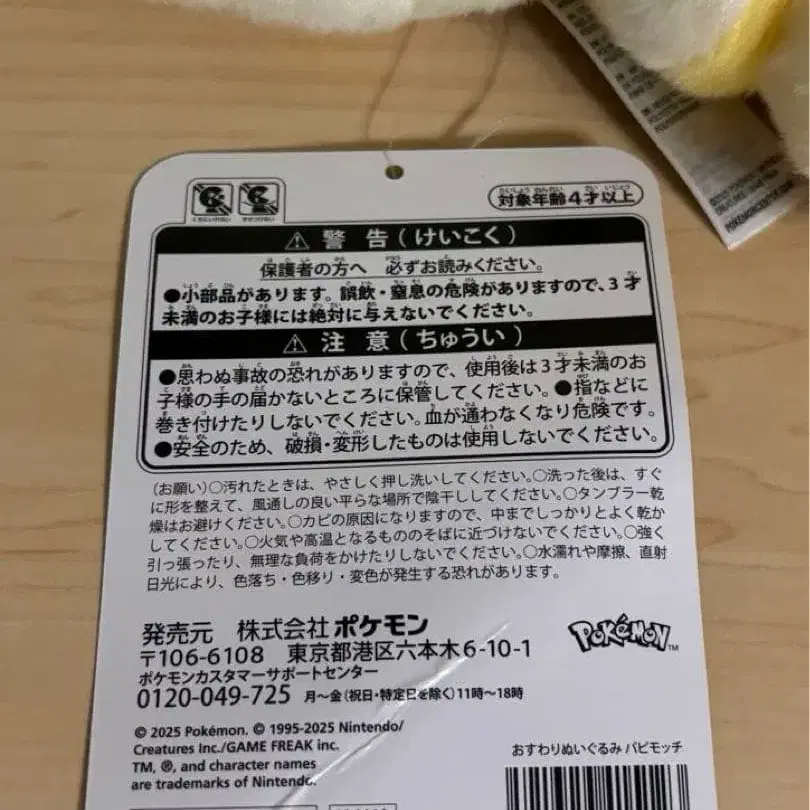 対象年齢4才以上
警告(けいこく)
保護者の方へ 必ずお読みください。
●小部品があります。誤飲・窒息の危険がありますので、3才
未満のお子様には絶対に与えないでください。
注意(ちゅうい)
●思わぬ事故の恐れがありますので、使用後は3才未満のお
子様の手の届かないところに保管してください。●指などに
巻き付けたりしないでください。血が通わなくなり危険です。
●安全のため、破損・変形したものは使用しないでください。
(お願い)○汚れたときは、やさしく押し洗いしてください。○洗った後は、すぐ
に形を整えて、風通しの良い平らな場所で陰干ししてください。○タンブラー乾
燥はお避けください。○カビの原因になりますので、中までしっかりとよく乾か
してください。○火気や高温となるもののそばに近づけないでください。○強く
引っ張ったり、無理な負荷をかけたりしないでください。○水濡れや摩擦、直射
日光により、色落ち・色移り・変色が発生する恐れがあります。
発売元 株式会社ポケモン
〒106-6108 東京都港区六本木6-10-1
ポケモンカスタマーサポートセンター
0120-049-725 月〜金(祝日・特定日を除く)11時〜18時
POKéMON™
© 2025 Pokémon. © 1995-2025 Nintendo/
Creatures Inc./GAME FREAK inc.
TM, ®, and character names
are trademarks of Nintendo.
おすわりぬいぐるみ パピモッチ